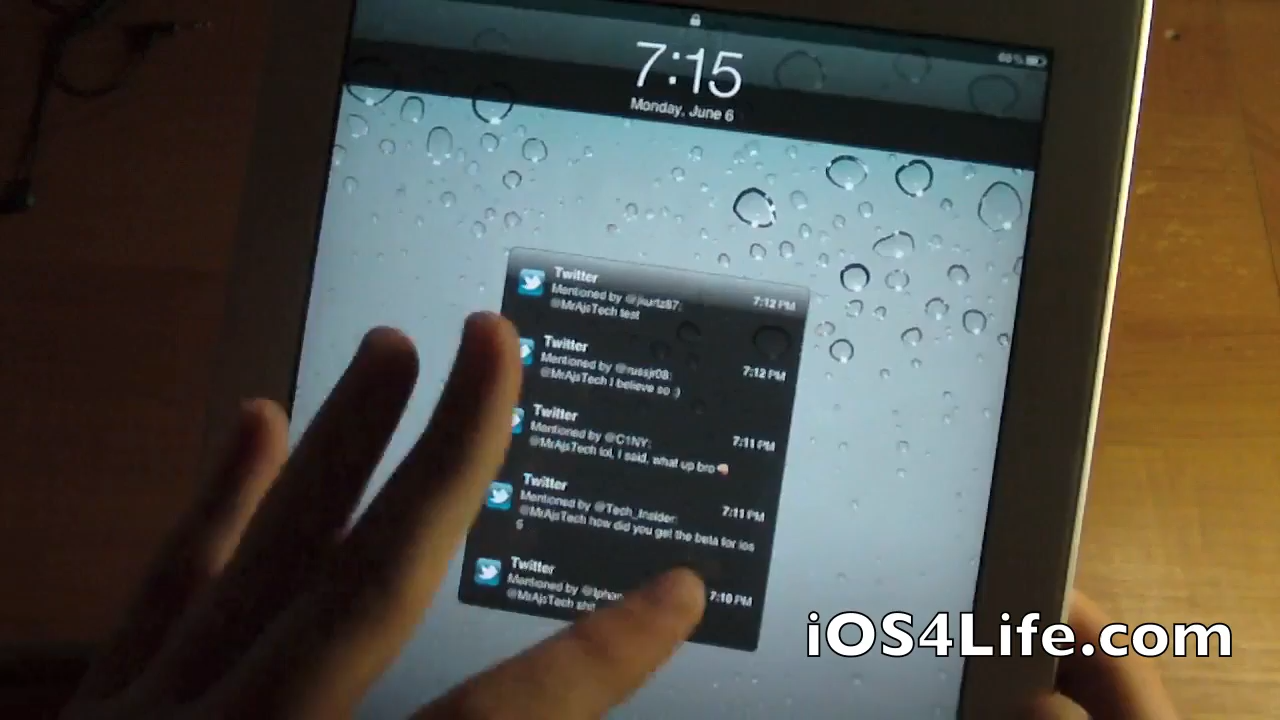 7:15
Monday, June 6
Twitter
7:12 PM
Mentioned by @jkurtz87:
@MrAjsTech test
Twitter
7:12 PM
Mentioned by @russjr08:
@MrAjsTech I believe so :)
Twitter
7:11 PM
Mentioned by @C1NY:
@MrAjsTech lol, I said, what up bro
Twitter
7:11 PM
Mentioned by @Tech_Insider:
@MrAjsTech how did you get the beta for ios
5
Twitter
7:10 PM
Mentioned by
@MrAjsTech
iOS4Life.com